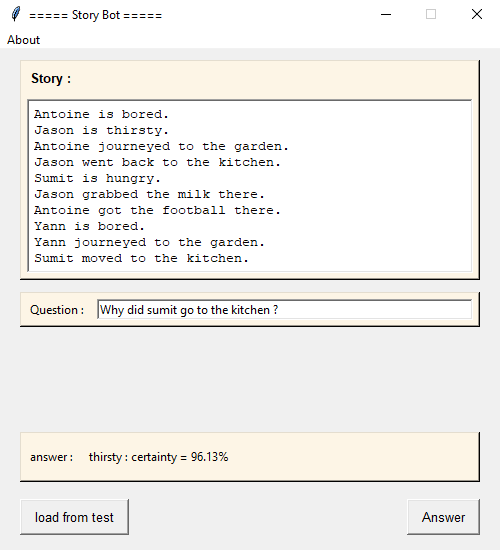 ===== Story Bot =====
About
Story :
Antoine is bored.
Jason is thirsty.
Antoine journeyed to the garden.
Jason went back to the kitchen.
Sumit is hungry.
Jason grabbed the milk there.
Antoine got the football there.
Yann is bored.
Yann journeyed to the garden.
Sumit moved to the kitchen.
Question : Why did sumit go to the kitchen ?
answer : thirsty : certainty = 96.13%
load from test Answer